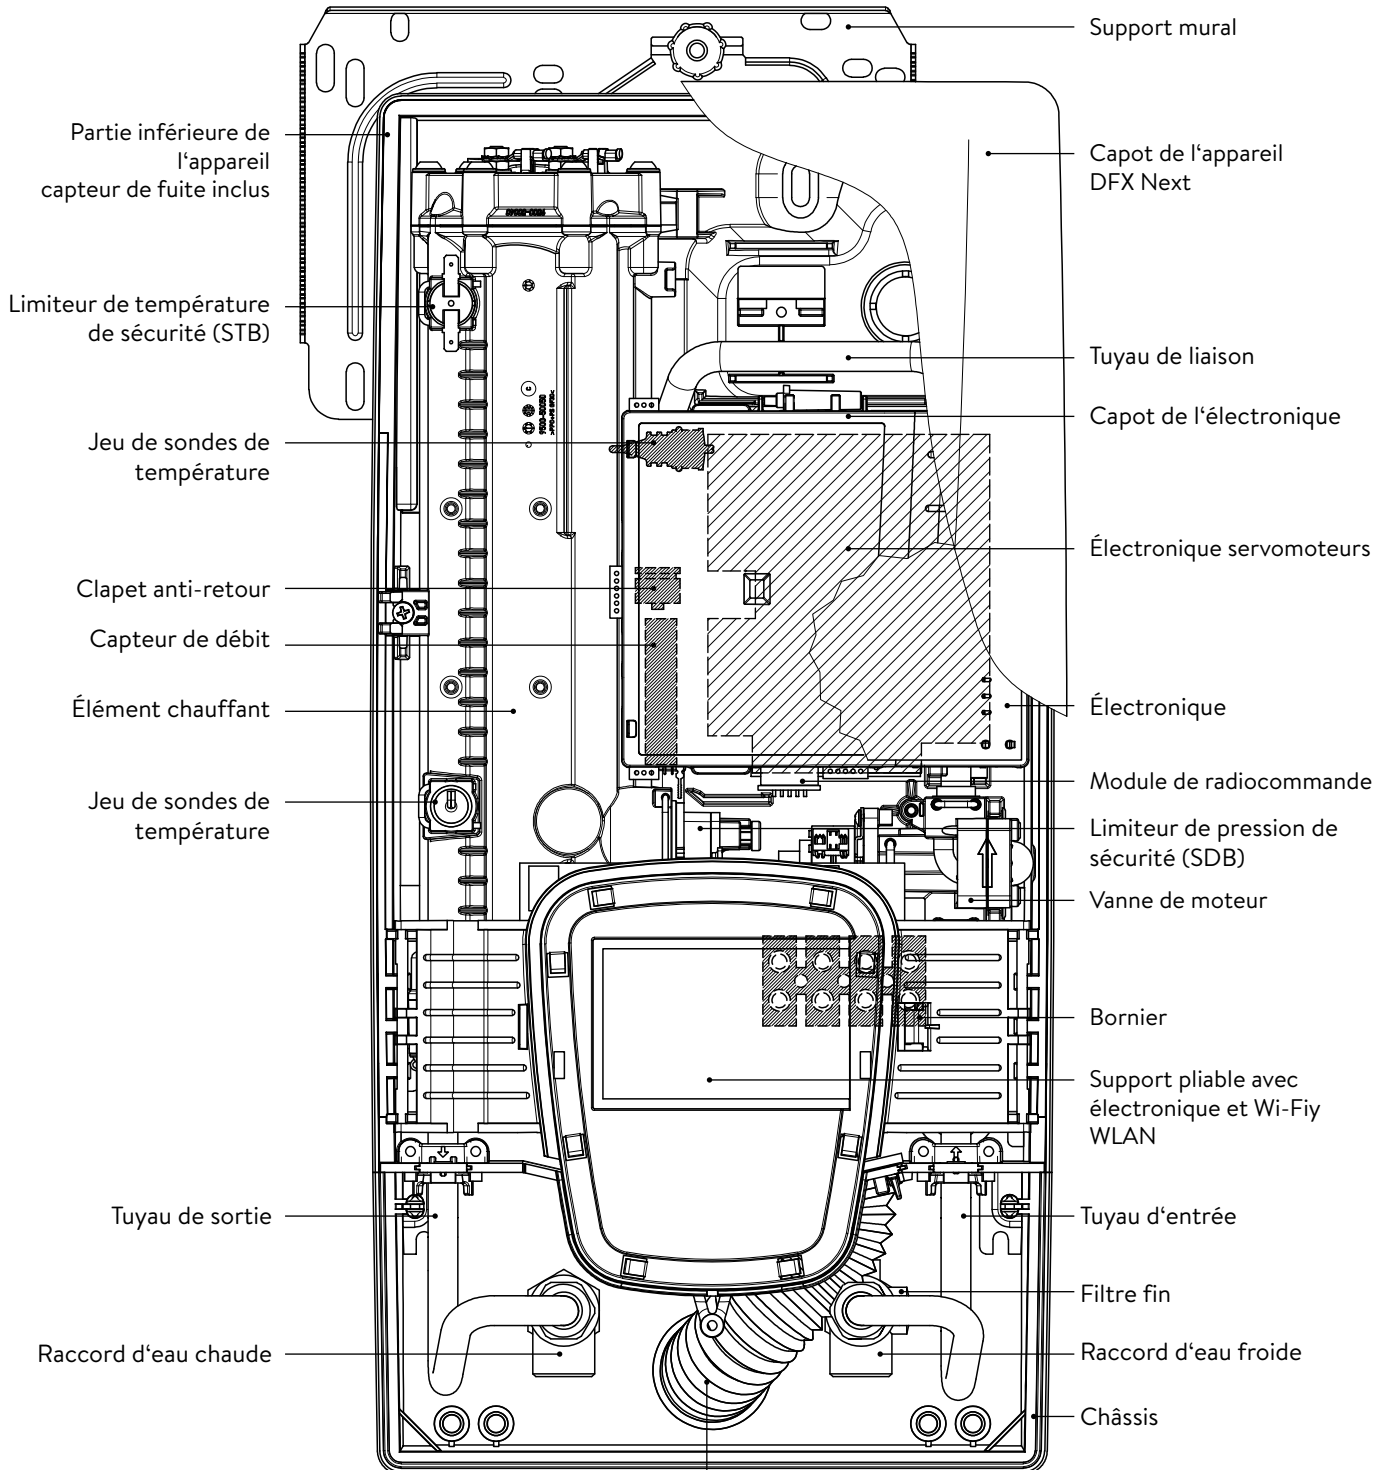 Support mural
Partie inférieure de
l‘appareil
capteur de fuite inclus
Capot de l‘appareil
DFX Next
Limiteur de température
de sécurité (STB)
Tuyau de liaison
Capot de l‘électronique
Jeu de sondes de
température
Électronique servomoteurs
Clapet anti-retour
Capteur de débit
Élément chauffant
Électronique
Module de radiocommande
Jeu de sondes de
température
Limiteur de pression de
sécurité (SDB)
Vanne de moteur
Bornier
Support pliable avec
électronique et Wi-Fiy
WLAN
Tuyau de sortie
Tuyau d‘entrée
Filtre fin
Raccord d‘eau chaude
Raccord d‘eau froide
Châssis
C
9500-50050